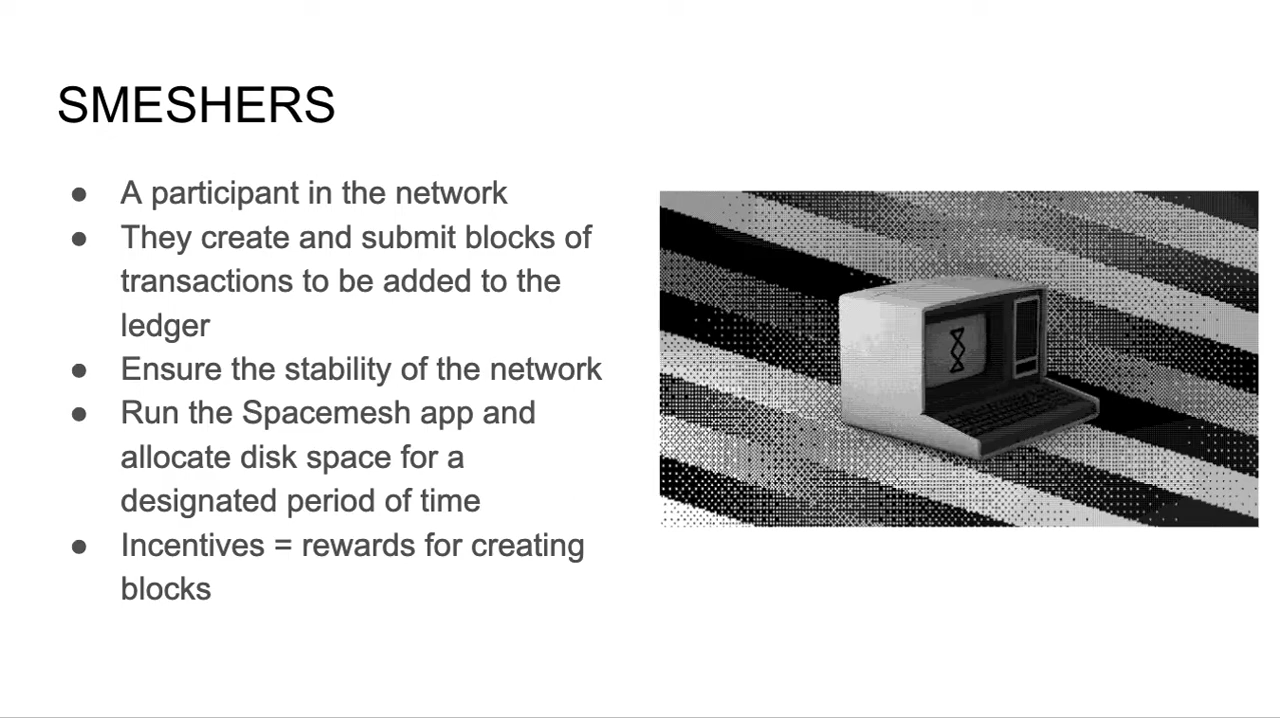 SMESHERS
● A participant in the network
● They create and submit blocks of
transactions to be added to the
ledger
● Ensure the stability of the network
● Run the Spacemesh app and
allocate disk space for a
designated period of time
● Incentives = rewards for creating
blocks